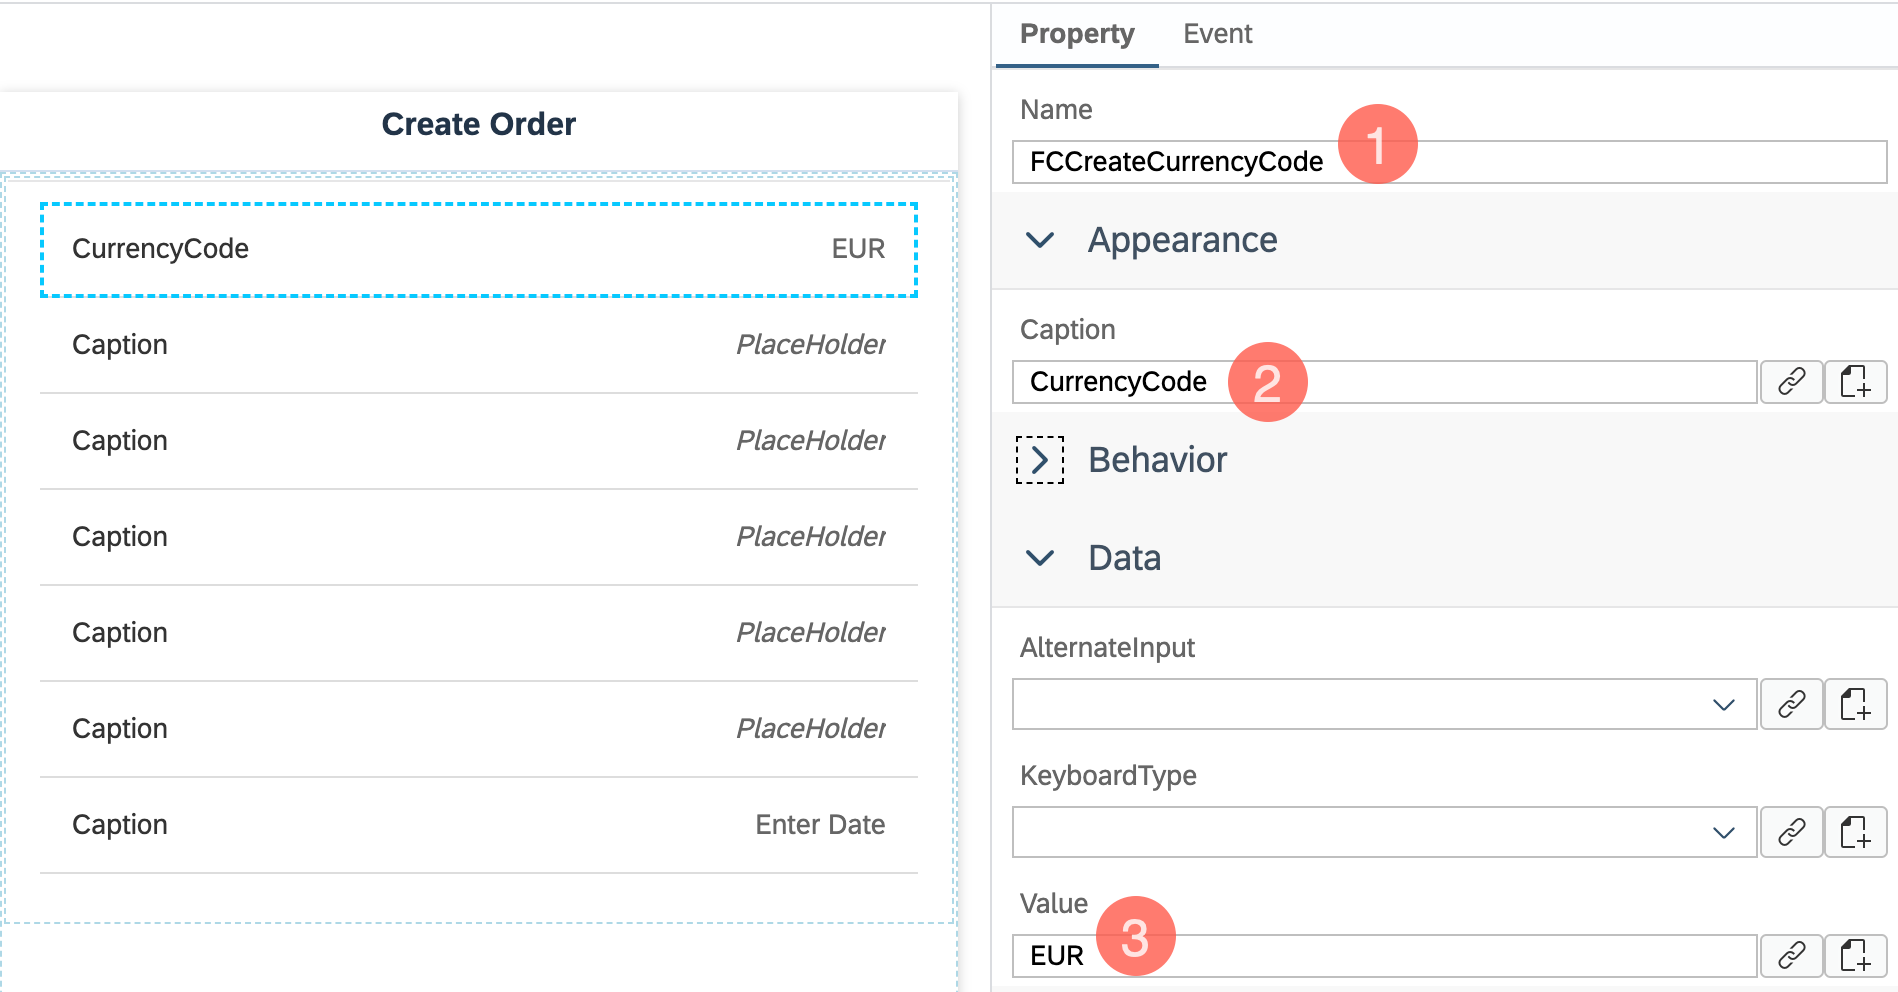 Create Order
CurrencyCode EUR
Caption PlaceHolder
Caption PlaceHolder
Caption PlaceHolder
Caption PlaceHolder
Caption PlaceHolder
Caption Enter Date
Property Event
Name
FCCreateCurrencyCode 1
Appearance
Caption
CurrencyCode 2
Behavior
Data
AlternateInput
KeyboardType
Value
EUR 3